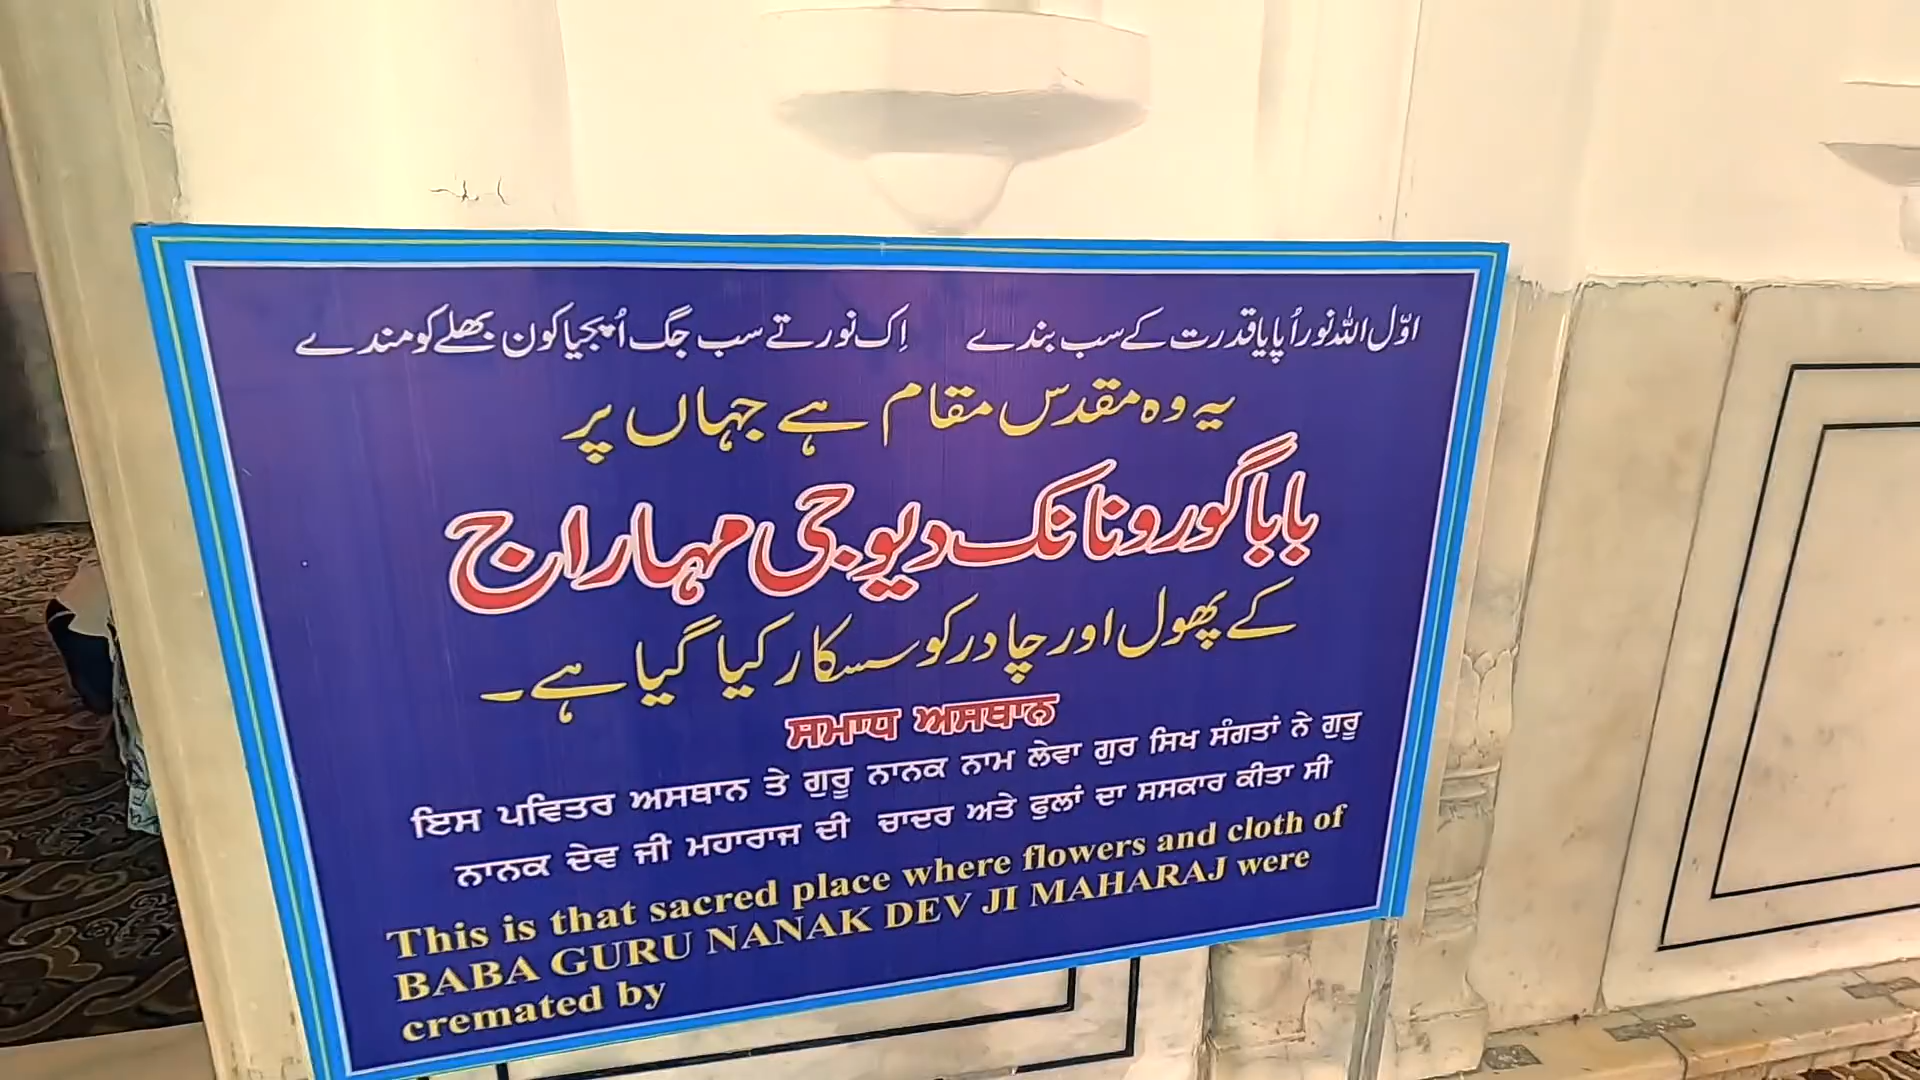 اوّل اللہ نور اُپایا قدرت کے سب بندے اِک نور تے سب جگ اُپجیا کون بھلے کو مندے
یہ وہ مقدس مقام ہے جہاں پر
بابا گورونانک دیو جی مہاراج
کے پھول اور چادر کو سسکار کیا گیا ہے۔
ਸਮਾਧ ਅਸਥਾਨ
ਇਸ ਪਵਿਤਰ ਅਸਥਾਨ ਤੇ ਗੁਰੂ ਨਾਨਕ ਨਾਮ ਲੇਵਾ ਗੁਰ ਸਿਖ ਸੰਗਤਾਂ ਨੇ ਗੁਰੂ
ਨਾਨਕ ਦੇਵ ਜੀ ਮਹਾਰਾਜ ਦੀ ਚਾਦਰ ਅਤੇ ਫੁਲਾਂ ਦਾ ਸਸਕਾਰ ਕੀਤਾ ਸੀ
This is that sacred place where flowers and cloth of
BABA GURU NANAK DEV JI MAHARAJ were
cremated by